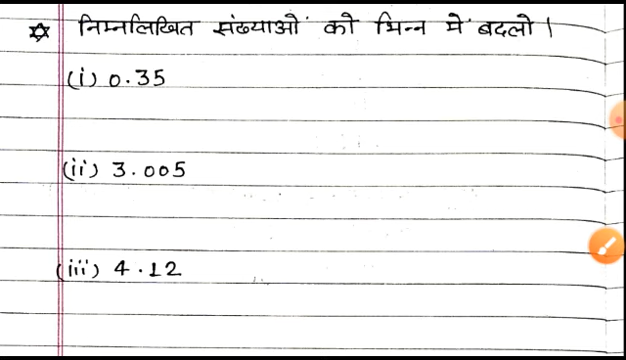 ✡ निम्नलिखित संख्याओं को भिन्न में बदलो।
(i) 0.35
(ii) 3.005
(iii) 4.12